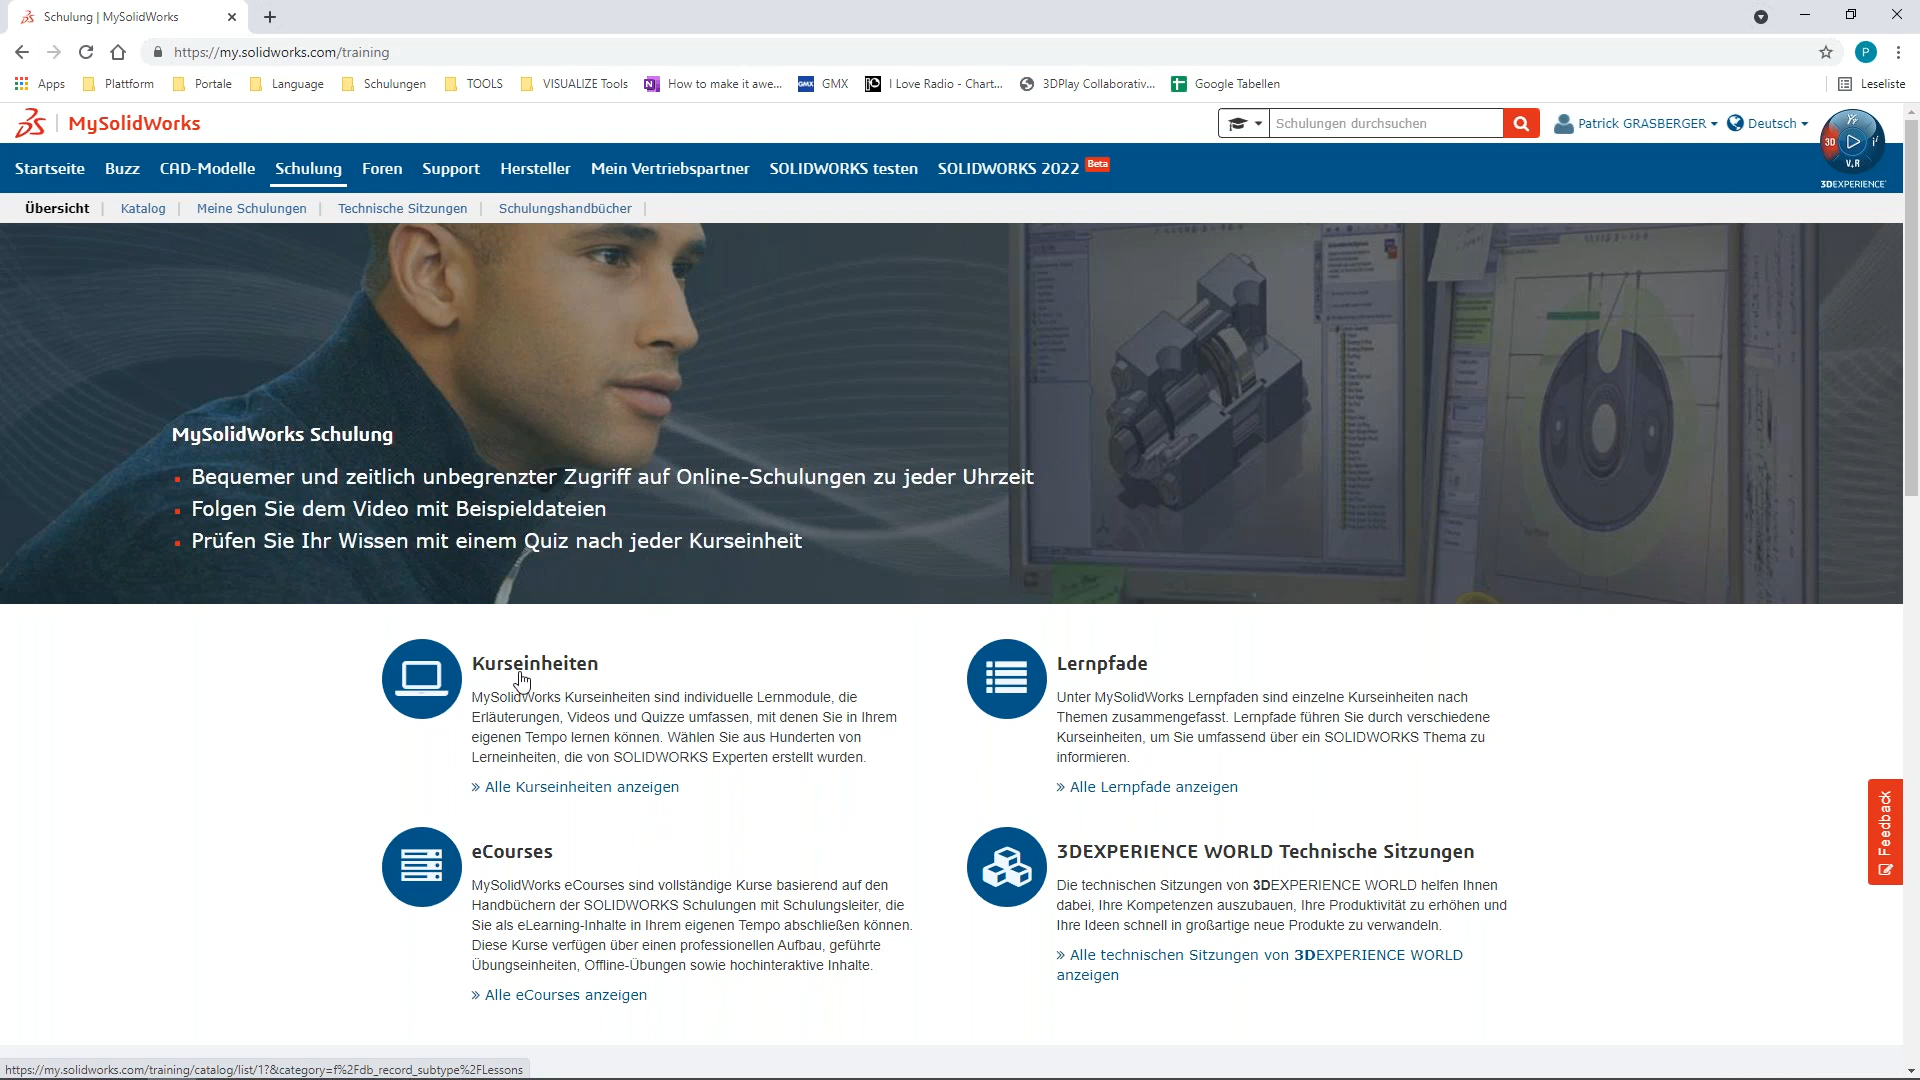 Schulung | MySolidWorks
https://my.solidworks.com/training
P
Apps Plattform Portale Language Schulungen TOOLS VISUALIZE Tools How to make it awe... GMX I Love Radio - Chart... 3DPlay Collaborativ... Google Tabellen Leseliste
MySolidWorks
Schulungen durchsuchen
Patrick GRASBERGER
Deutsch
3D
V,R
3DEXPERIENCE
Startseite Buzz CAD-Modelle Schulung Foren Support Hersteller Mein Vertriebspartner SOLIDWORKS testen SOLIDWORKS 2022 Beta
Übersicht Katalog Meine Schulungen Technische Sitzungen Schulungshandbücher
MySolidWorks Schulung
Bequemer und zeitlich unbegrenzter Zugriff auf Online-Schulungen zu jeder Uhrzeit
Folgen Sie dem Video mit Beispieldateien
Prüfen Sie Ihr Wissen mit einem Quiz nach jeder Kurseinheit
Kurseinheiten
MySolidWorks Kurseinheiten sind individuelle Lernmodule, die
Erläuterungen, Videos und Quizze umfassen, mit denen Sie in Ihrem
eigenen Tempo lernen können. Wählen Sie aus Hunderten von
Lerneinheiten, die von SOLIDWORKS Experten erstellt wurden.
» Alle Kurseinheiten anzeigen
Lernpfade
Unter MySolidWorks Lernpfaden sind einzelne Kurseinheiten nach
Themen zusammengefasst. Lernpfade führen Sie durch verschiedene
Kurseinheiten, um Sie umfassend über ein SOLIDWORKS Thema zu
informieren.
» Alle Lernpfade anzeigen
eCourses
MySolidWorks eCourses sind vollständige Kurse basierend auf den
Handbüchern der SOLIDWORKS Schulungen mit Schulungsleiter, die
Sie als eLearning-Inhalte in Ihrem eigenen Tempo abschließen können.
Diese Kurse verfügen über einen professionellen Aufbau, geführte
Übungseinheiten, Offline-Übungen sowie hochinteraktive Inhalte.
» Alle eCourses anzeigen
3DEXPERIENCE WORLD Technische Sitzungen
Die technischen Sitzungen von 3DEXPERIENCE WORLD helfen Ihnen
dabei, Ihre Kompetenzen auszubauen, Ihre Produktivität zu erhöhen und
Ihre Ideen schnell in großartige neue Produkte zu verwandeln.
» Alle technischen Sitzungen von 3DEXPERIENCE WORLD
anzeigen
Feedback
https://my.solidworks.com/training/catalog/list/1?&category=f%2Fdb_record_subtype%2FLessons